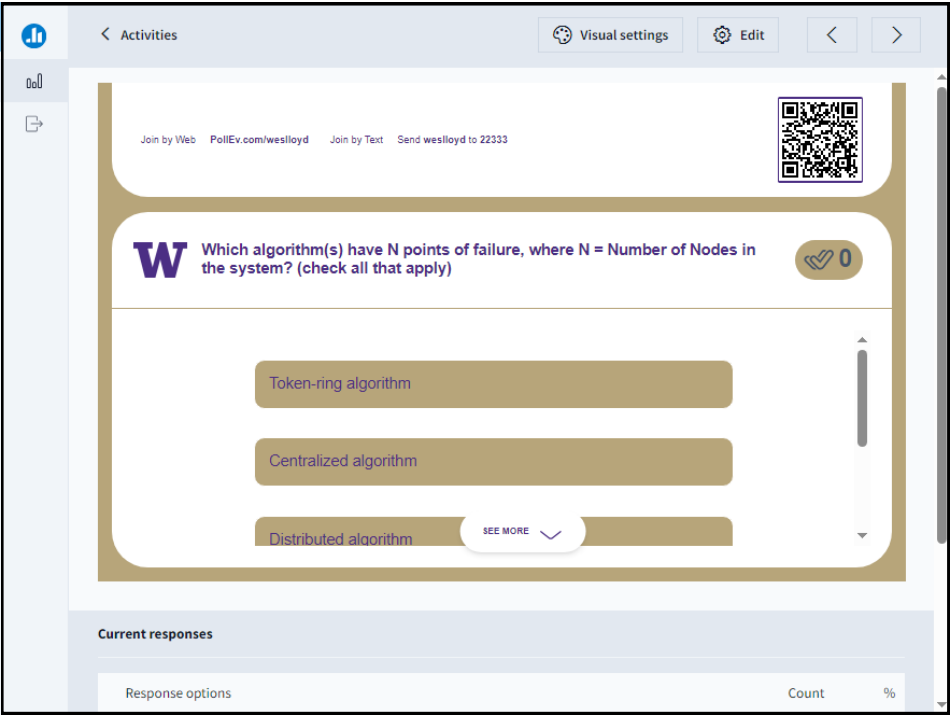 Activities
Visual settings
Edit
Join by Web PollEv.com/weslloyd Join by Text Send weslloyd to 22333
W
Which algorithm(s) have N points of failure, where N = Number of Nodes in
the system? (check all that apply)
0
Token-ring algorithm
Centralized algorithm
Distributed algorithm
SEE MORE
Current responses
Response options Count %